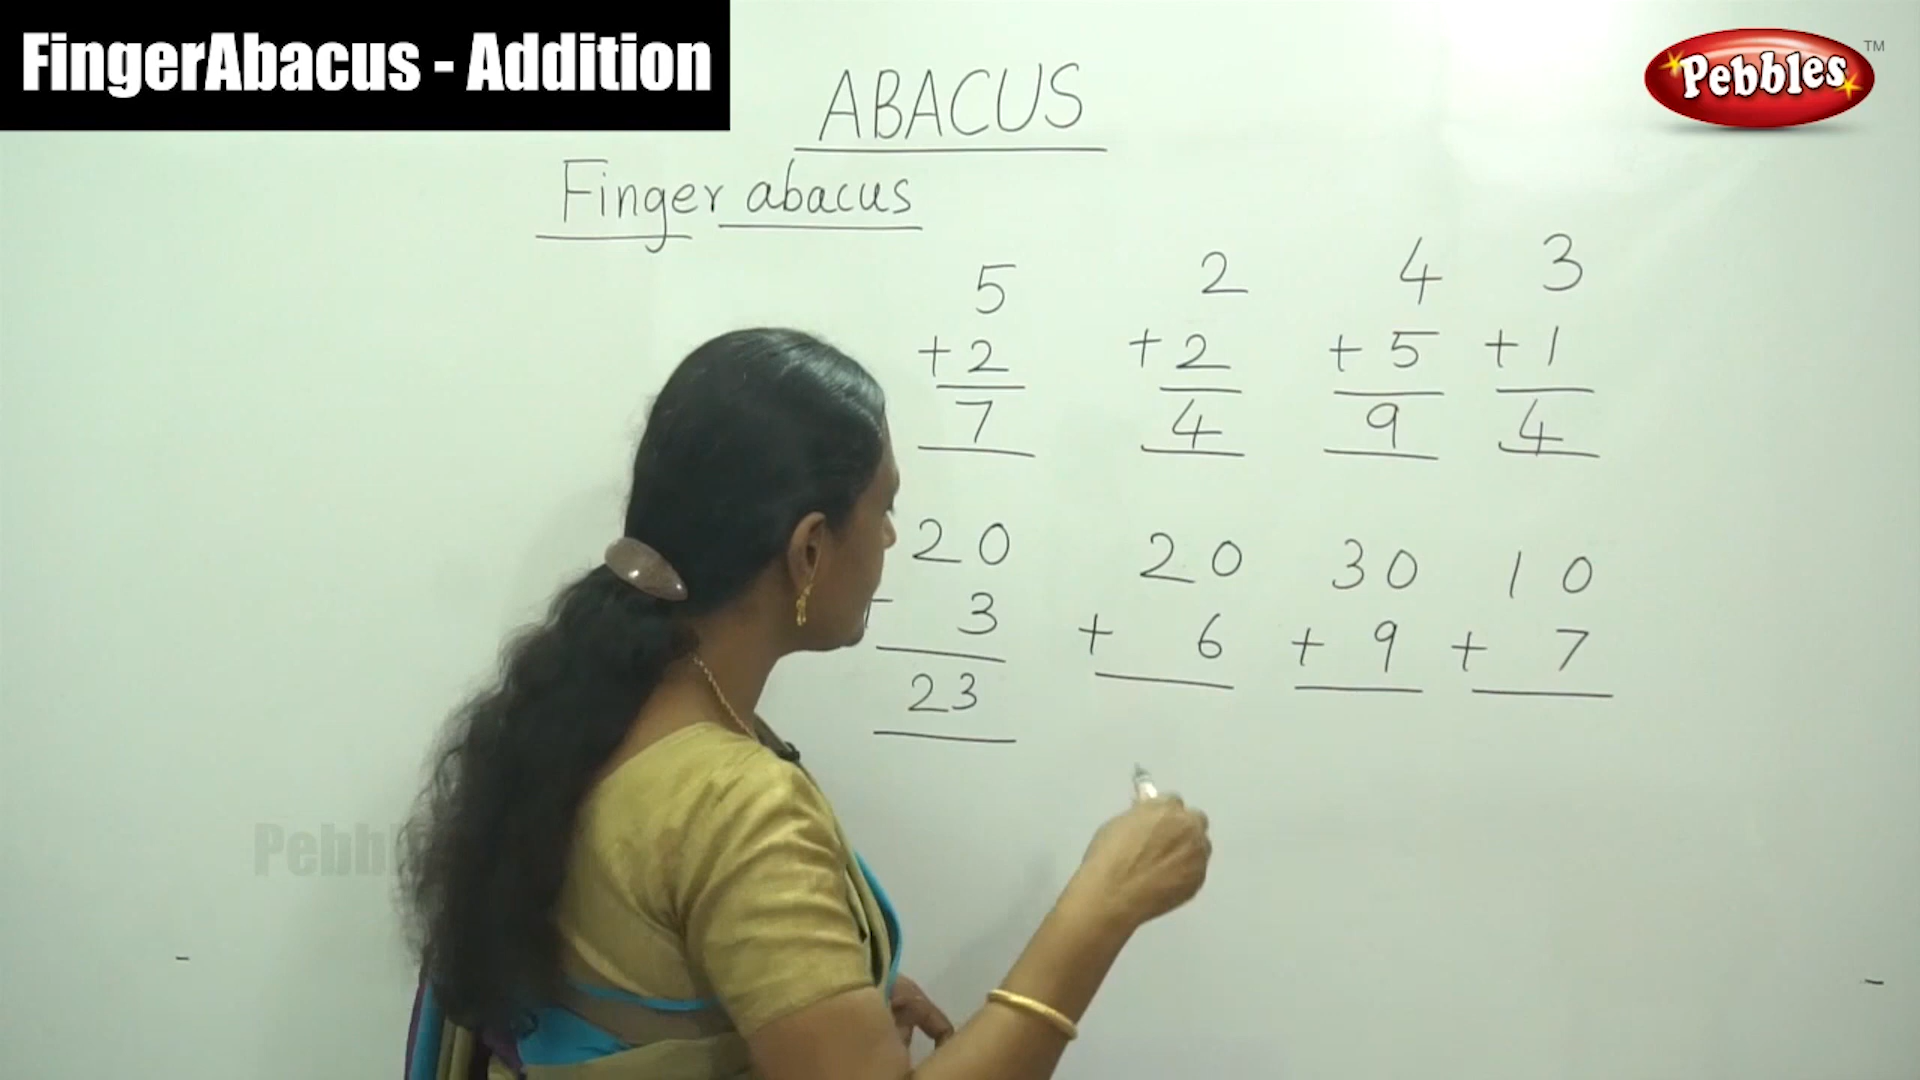 FingerAbacus - Addition
Pebbles TM
ABACUS
Finger abacus
5 2 4 3
+2 +2 +5 +1
7 4 9 4
20 20 30 10
+ 3 + 6 + 9 + 7
23